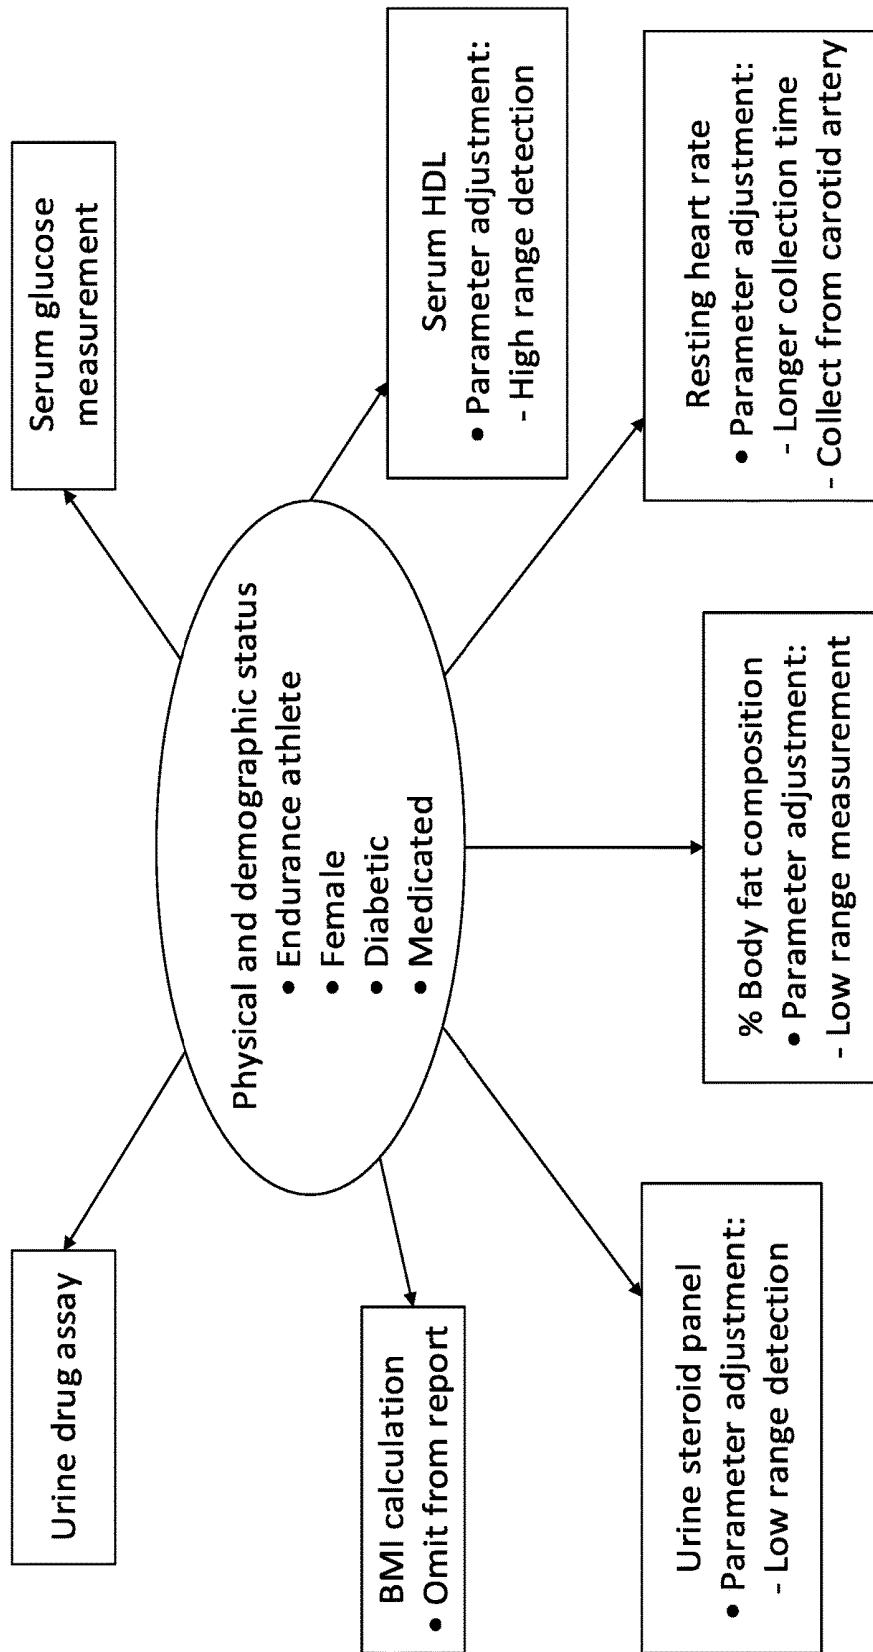 Urine drug assay
Serum glucose
measurement
Physical and demographic status
• Endurance athlete
• Female
• Diabetic
• Medicated
BMI calculation
• Omit from report
Serum HDL
• Parameter adjustment:
- High range detection
Urine steroid panel
• Parameter adjustment:
- Low range detection
% Body fat composition
• Parameter adjustment:
- Low range measurement
Resting heart rate
• Parameter adjustment:
- Longer collection time
- Collect from carotid artery